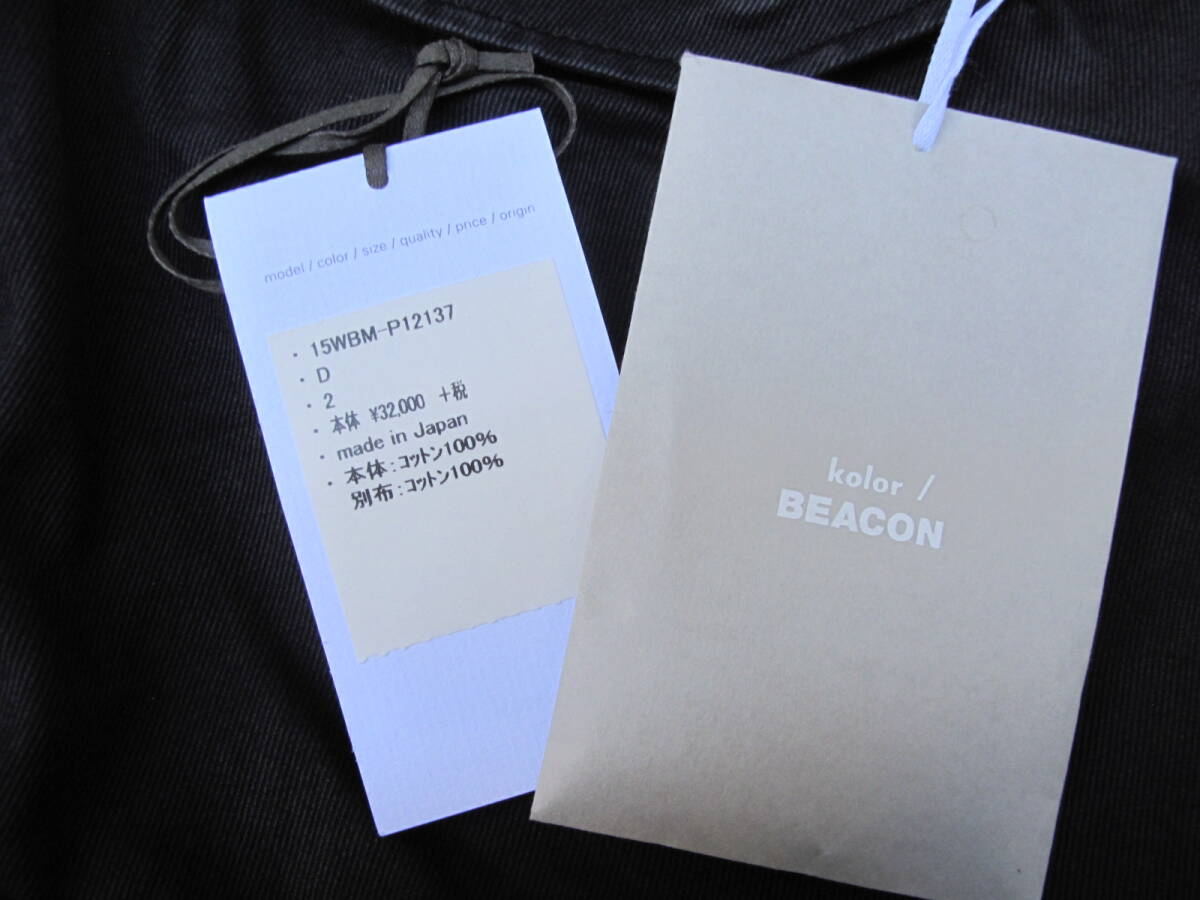 model / color / size / quality / price / origin
・ 15WBM-P12137
・ D
・ 2
・ 本体 ¥32,000 +税
・ made in Japan
・ 本体:コットン100%
別布:コットン100%
kolor /
BEACON